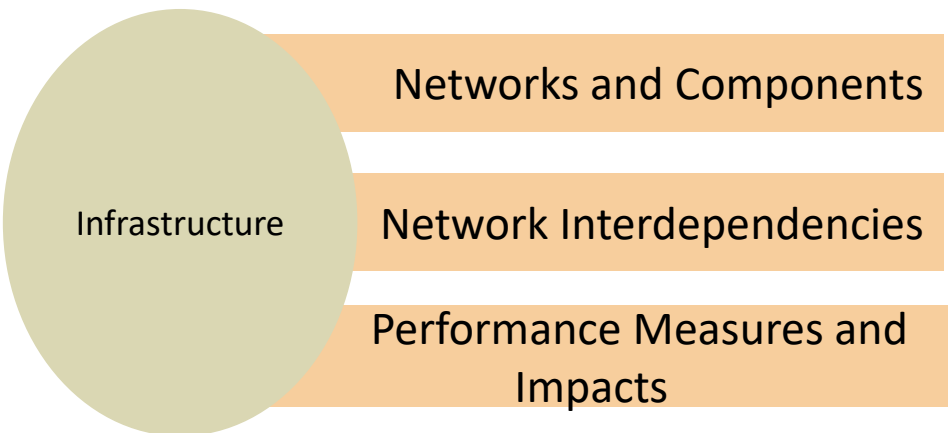 Networks and Components
Infrastructure
Network Interdependencies
Performance Measures and
Impacts